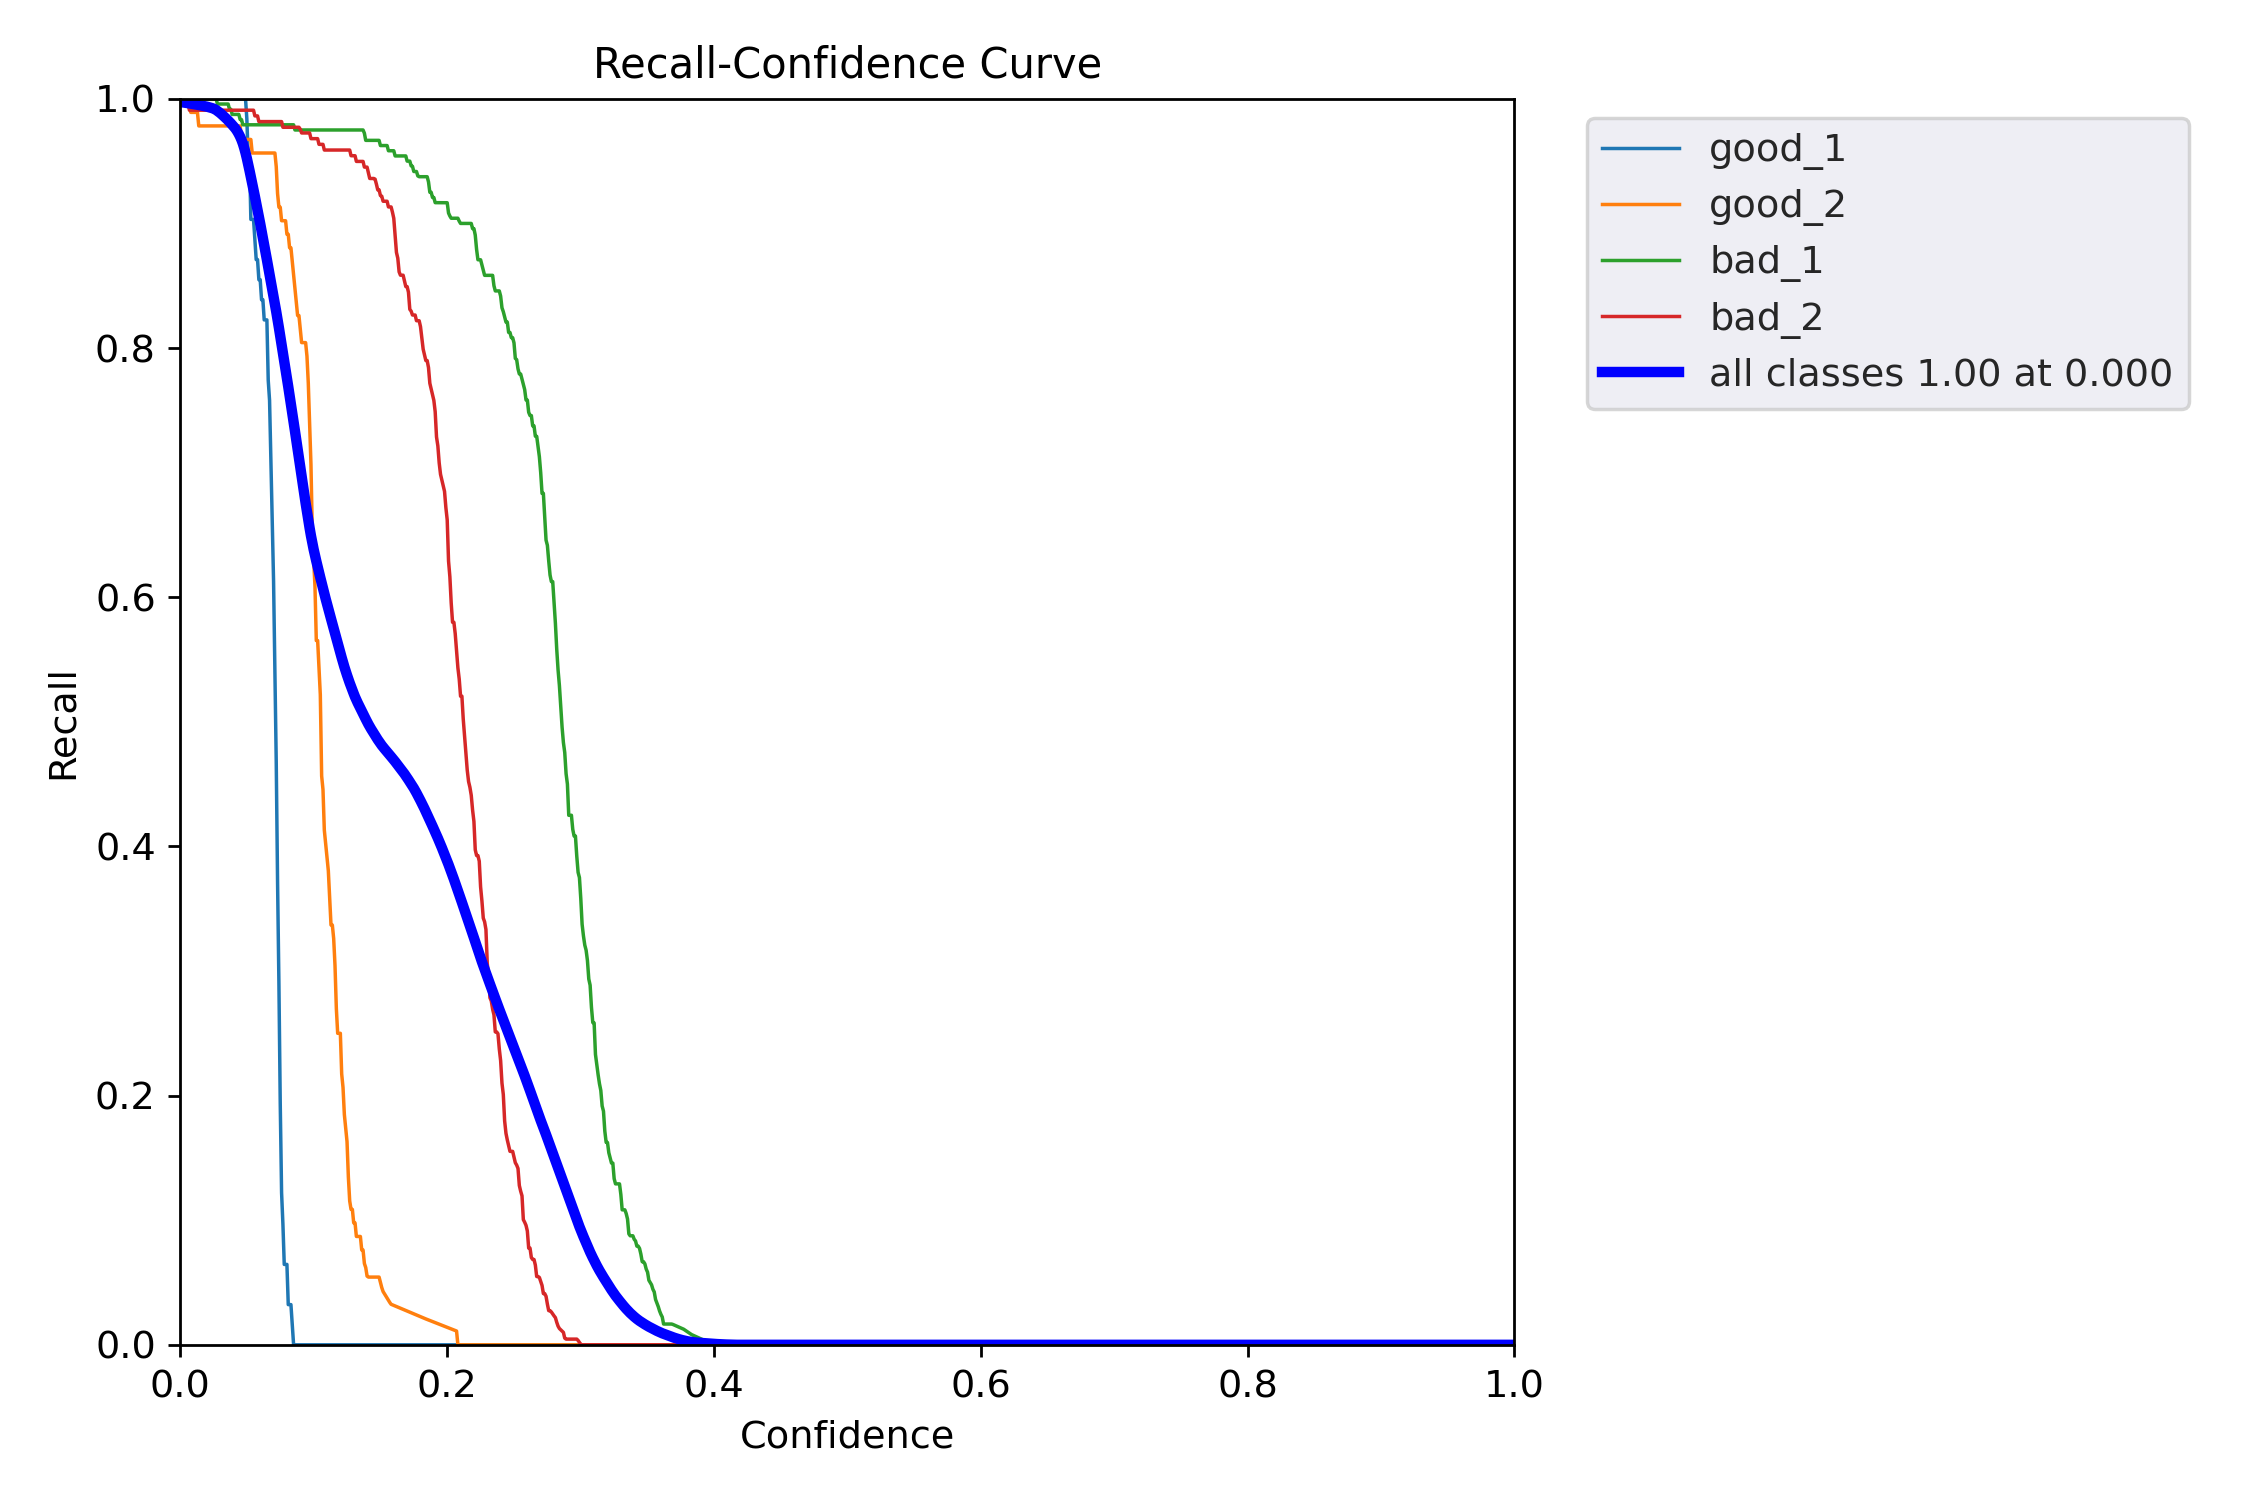 Recall-Confidence Curve
1.0
0.8
0.6
0.4
0.2
0.0
Recall
0.0 0.2 0.4 0.6 0.8 1.0
Confidence
good_1
good_2
bad_1
bad_2
all classes 1.00 at 0.000